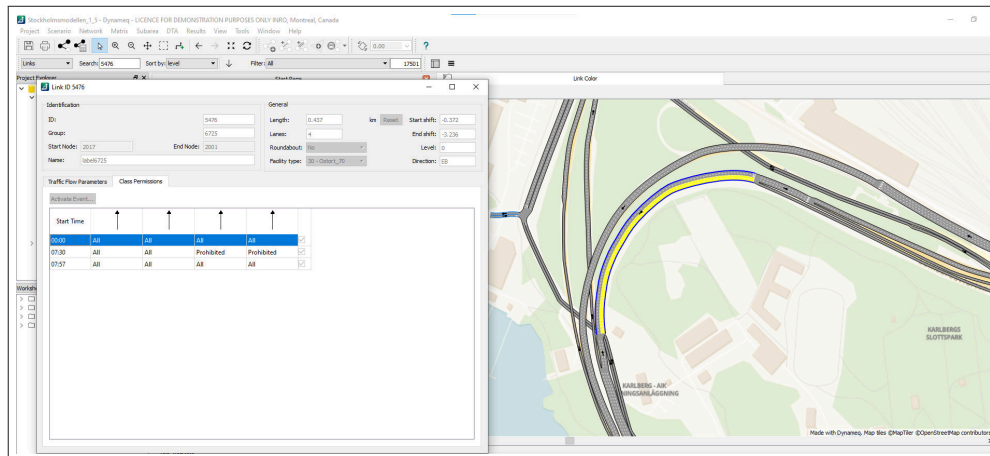 Stockholmsmodellen_1_5 - Dynameq - LICENCE FOR DEMONSTRATION PURPOSES ONLY INRO, Montreal, Canada
Project Scenario Network Matrix Subarea DTA Results View Tools Window Help
0.00
?
Links Search: 5476 Sort by: level Filter: All 17501
Project Explorer
Start Page
Link Color
Link ID 5476
Identification
General
ID: 5476
Length: 0.437 km Reset Start shift: -0.372
Group: 6725
Lanes: 4 End shift: -3.236
Start Node: 2017 End Node: 2001
Roundabout: No Level: 0
Name: label6725
Facility type: 30 - Ostort_70 Direction: EB
Traffic Flow Parameters Class Permissions
Activate Event...
Start Time
00:00 All All All All
07:30 All All Prohibited Prohibited
07:57 All All All All
Worksh
KARLBERGS
SLOTTSPARK
KARLBERG - AIK
NINGSANLÄGGNING
Made with Dynameq, Map tiles ©MapTiler ©OpenStreetMap contributors